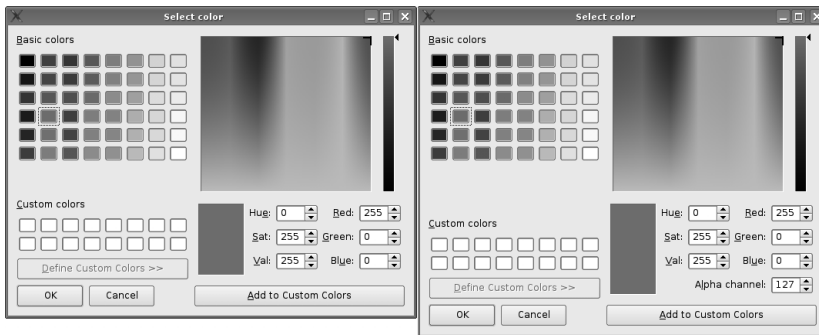 Select color
Basic colors
Custom colors
Hue: 0 Red: 255
Sat: 255 Green: 0
Val: 255 Blue: 0
Define Custom Colors >>
OK Cancel Add to Custom Colors
Select color
Basic colors
Custom colors
Hue: 0 Red: 255
Sat: 255 Green: 0
Val: 255 Blue: 0
Define Custom Colors >>
Alpha channel: 127
OK Cancel Add to Custom Colors